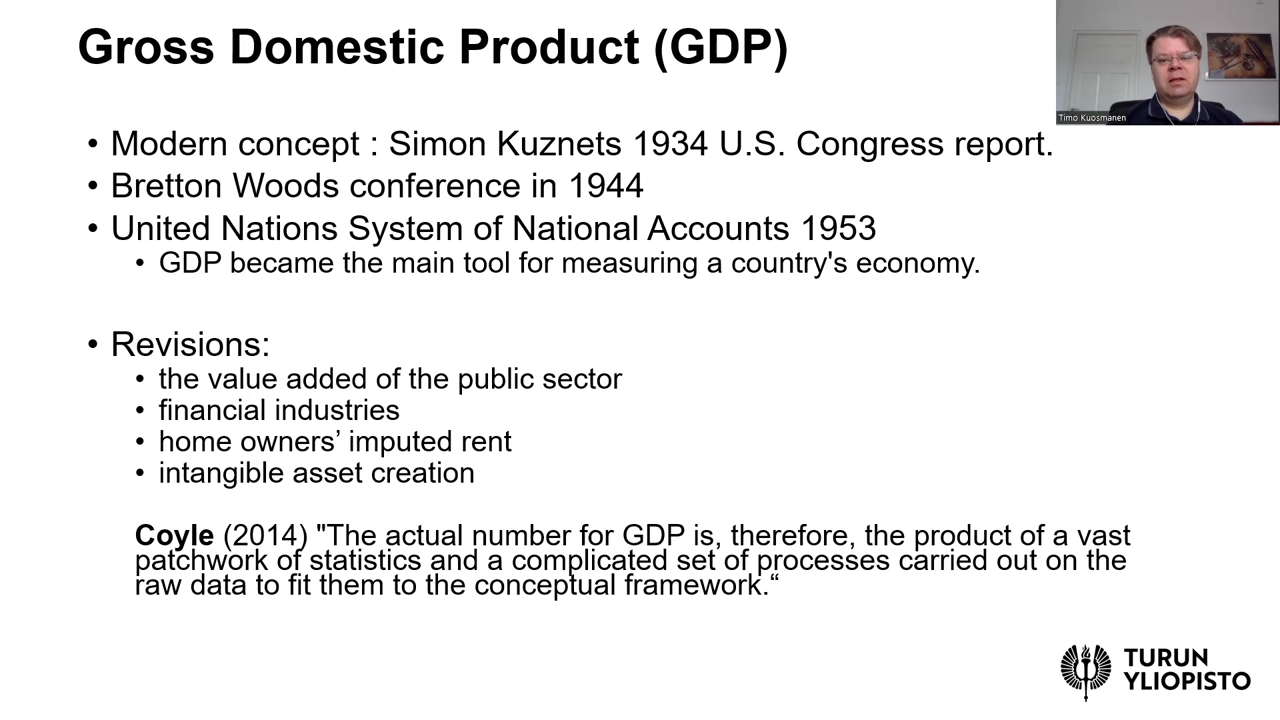 Gross Domestic Product (GDP)
Timo Kuosmanen
• Modern concept : Simon Kuznets 1934 U.S. Congress report.
• Bretton Woods conference in 1944
• United Nations System of National Accounts 1953
• GDP became the main tool for measuring a country's economy.
• Revisions:
• the value added of the public sector
• financial industries
• home owners’ imputed rent
• intangible asset creation
Coyle (2014) "The actual number for GDP is, therefore, the product of a vast
patchwork of statistics and a complicated set of processes carried out on the
raw data to fit them to the conceptual framework.“
TURUN
YLIOPISTO